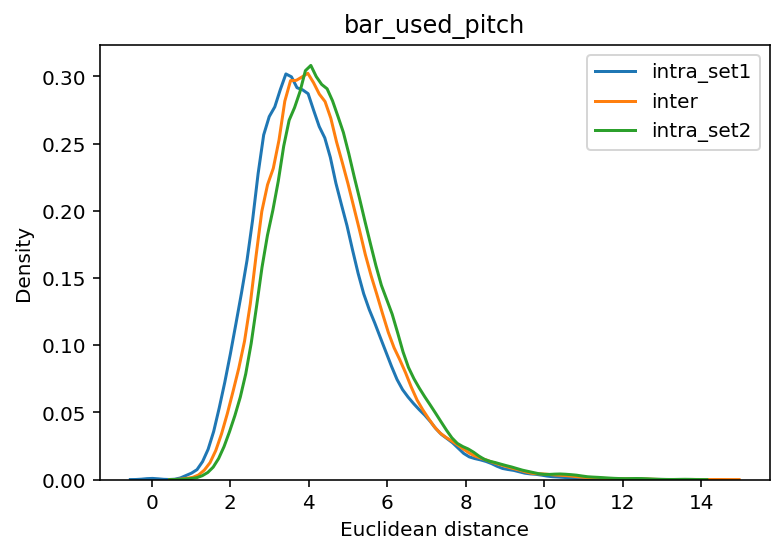 bar_used_pitch
intra_set1
inter
intra_set2
Density
0.30
0.25
0.20
0.15
0.10
0.05
0.00
0 2 4 6 8 10 12 14
Euclidean distance